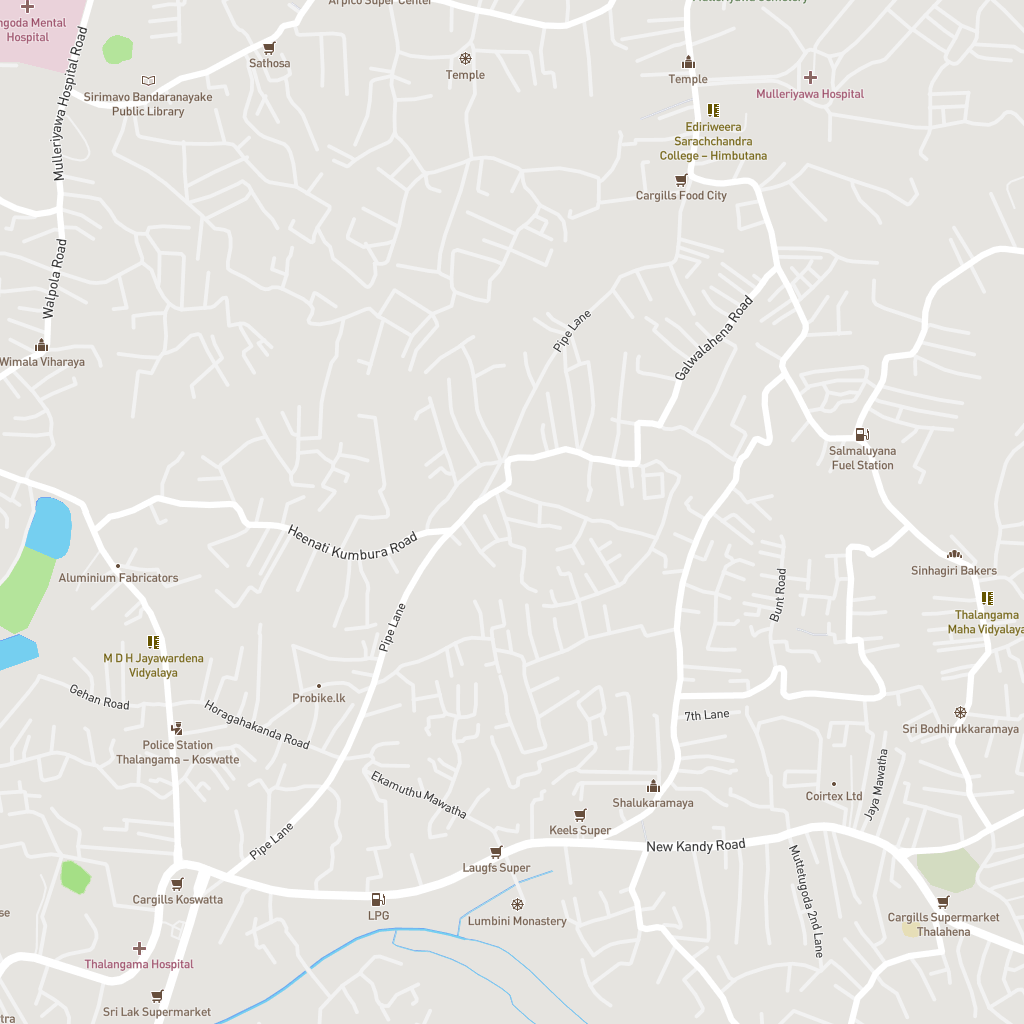 Arpico Super Center
Mulleriyawa Cemetery
ngoda Mental
Hospital
Sathosa
Temple
Temple
Mulleriyawa Hospital
Sirimavo Bandaranayake
Public Library
Mulleriyawa Hospital Road
Ediriweera
Sarachchandra
College – Himbutana
Cargills Food City
Walpola Road
Wimala Viharaya
Pipe Lane
Galwalahena Road
Salmaluyana
Fuel Station
Heenati Kumbura Road
Aluminium Fabricators
Sinhagiri Bakers
Bunt Road
Thalangama
Maha Vidyalaya
Pipe Lane
M D H Jayawardena
Vidyalaya
Gehan Road
Probike.lk
Horagahakanda Road
7th Lane
Sri Bodhirukkaramaya
Police Station
Thalangama – Koswatte
Ekamuthu Mawatha
Shalukaramaya
Coirtex Ltd
Jaya Mawatha
Keels Super
Pipe Lane
New Kandy Road
Laugfs Super
Muttetugoda 2nd Lane
Cargills Koswatta
LPG
Lumbini Monastery
Cargills Supermarket
Thalahena
se
Thalangama Hospital
Sri Lak Supermarket
tra